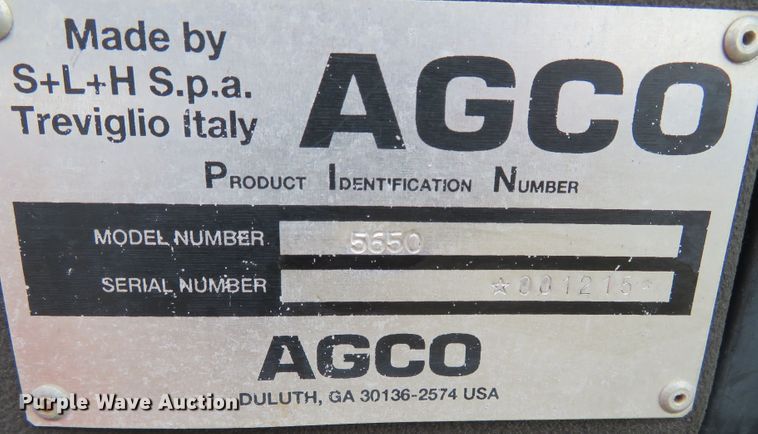 Made by
S+L+H S.p.a.
Treviglio Italy
AGCO
PRODUCT IDENTIFICATION NUMBER
MODEL NUMBER 5650
SERIAL NUMBER ☆001215☆
AGCO
DULUTH, GA 30136-2574 USA
Purple Wave Auction